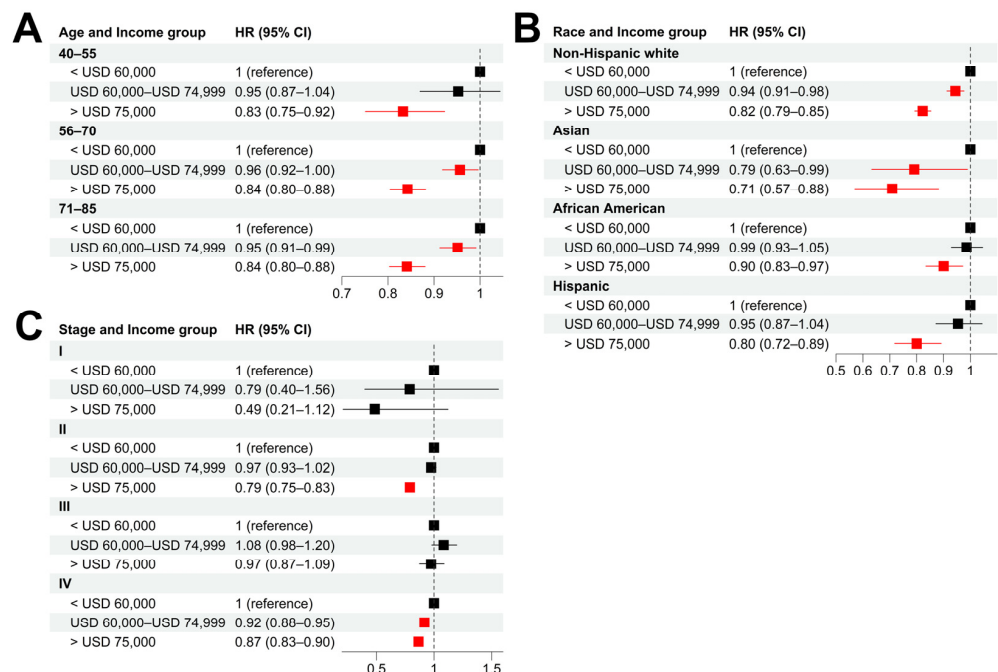 A
Age and Income group HR (95% CI)
40–55
< USD 60,000 1 (reference)
USD 60,000–USD 74,999 0.95 (0.87–1.04)
> USD 75,000 0.83 (0.75–0.92)
56–70
< USD 60,000 1 (reference)
USD 60,000–USD 74,999 0.96 (0.92–1.00)
> USD 75,000 0.84 (0.80–0.88)
71–85
< USD 60,000 1 (reference)
USD 60,000–USD 74,999 0.95 (0.91–0.99)
> USD 75,000 0.84 (0.80–0.88)
0.7 0.8 0.9 1
B
Race and Income group HR (95% CI)
Non-Hispanic white
< USD 60,000 1 (reference)
USD 60,000–USD 74,999 0.94 (0.91–0.98)
> USD 75,000 0.82 (0.79–0.85)
Asian
< USD 60,000 1 (reference)
USD 60,000–USD 74,999 0.79 (0.63–0.99)
> USD 75,000 0.71 (0.57–0.88)
African American
< USD 60,000 1 (reference)
USD 60,000–USD 74,999 0.99 (0.93–1.05)
> USD 75,000 0.90 (0.83–0.97)
Hispanic
< USD 60,000 1 (reference)
USD 60,000–USD 74,999 0.95 (0.87–1.04)
> USD 75,000 0.80 (0.72–0.89)
0.5 0.6 0.7 0.8 0.9 1
C
Stage and Income group HR (95% CI)
I
< USD 60,000 1 (reference)
USD 60,000–USD 74,999 0.79 (0.40–1.56)
> USD 75,000 0.49 (0.21–1.12)
II
< USD 60,000 1 (reference)
USD 60,000–USD 74,999 0.97 (0.93–1.02)
> USD 75,000 0.79 (0.75–0.83)
III
< USD 60,000 1 (reference)
USD 60,000–USD 74,999 1.08 (0.98–1.20)
> USD 75,000 0.97 (0.87–1.09)
IV
< USD 60,000 1 (reference)
USD 60,000–USD 74,999 0.92 (0.88–0.95)
> USD 75,000 0.87 (0.83–0.90)
0.5 1 1.5